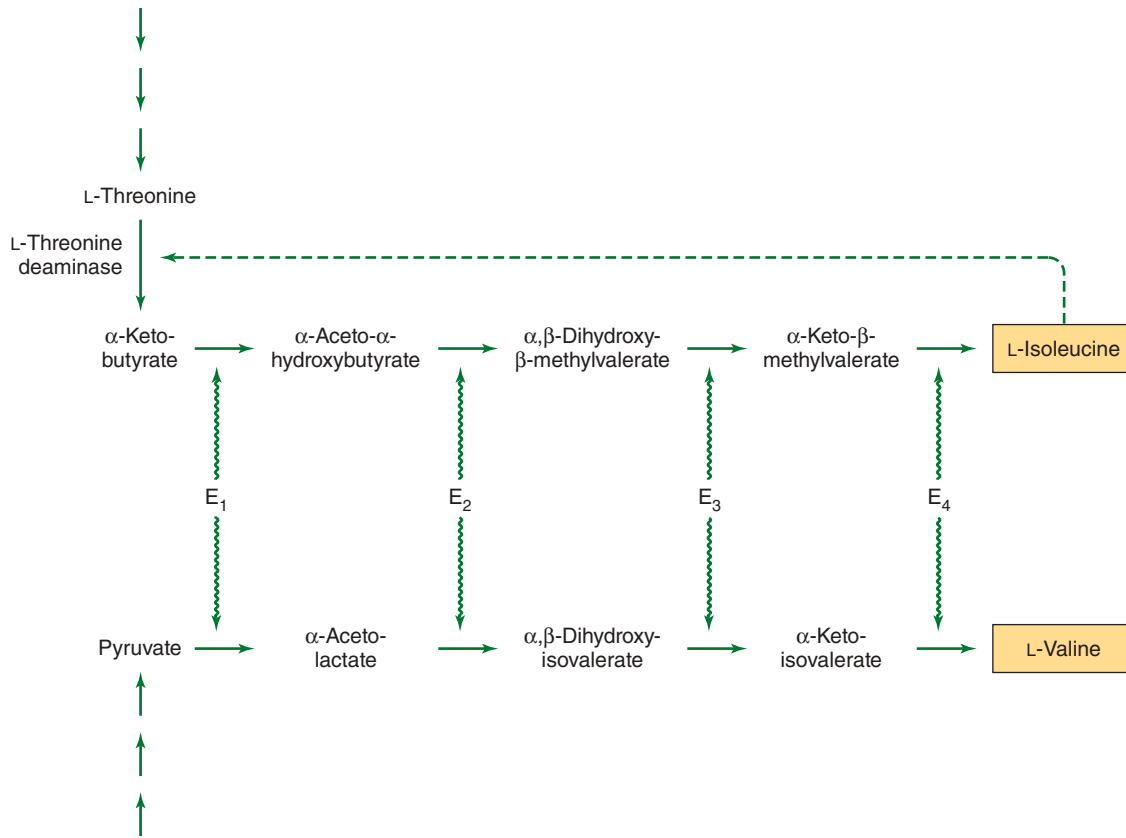 L-Threonine
L-Threonine
deaminase
α-Keto-
butyrate
α-Aceto-α-
hydroxybutyrate
α,β-Dihydroxy-
β-methylvalerate
α-Keto-β-
methylvalerate
L-Isoleucine
E1
E2
E3
E4
Pyruvate
α-Aceto-
lactate
α,β-Dihydroxy-
isovalerate
α-Keto-
isovalerate
L-Valine